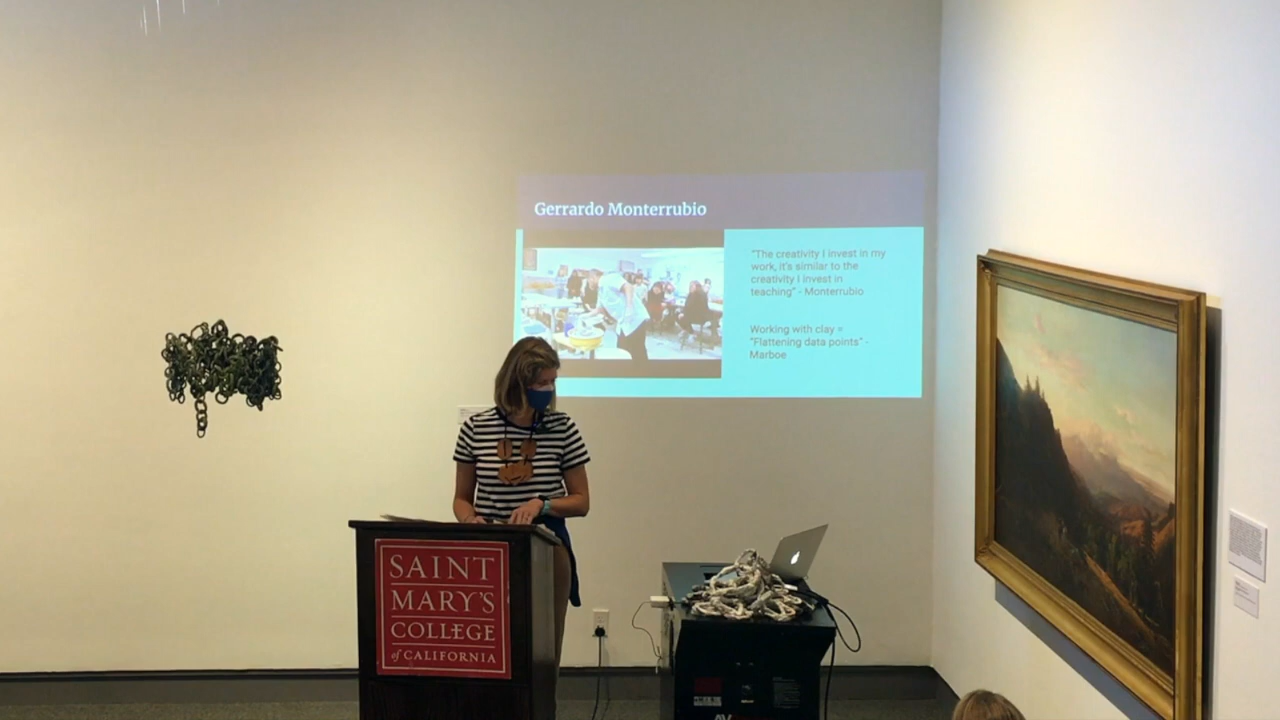 Gerrardo Monterrubio
"The creativity I invest in my
work, it's similar to the
creativity I invest in
teaching" - Monterrubio
Working with clay =
"Flattening data points" -
Marboe
SAINT
MARY'S
COLLEGE
of CALIFORNIA
AV